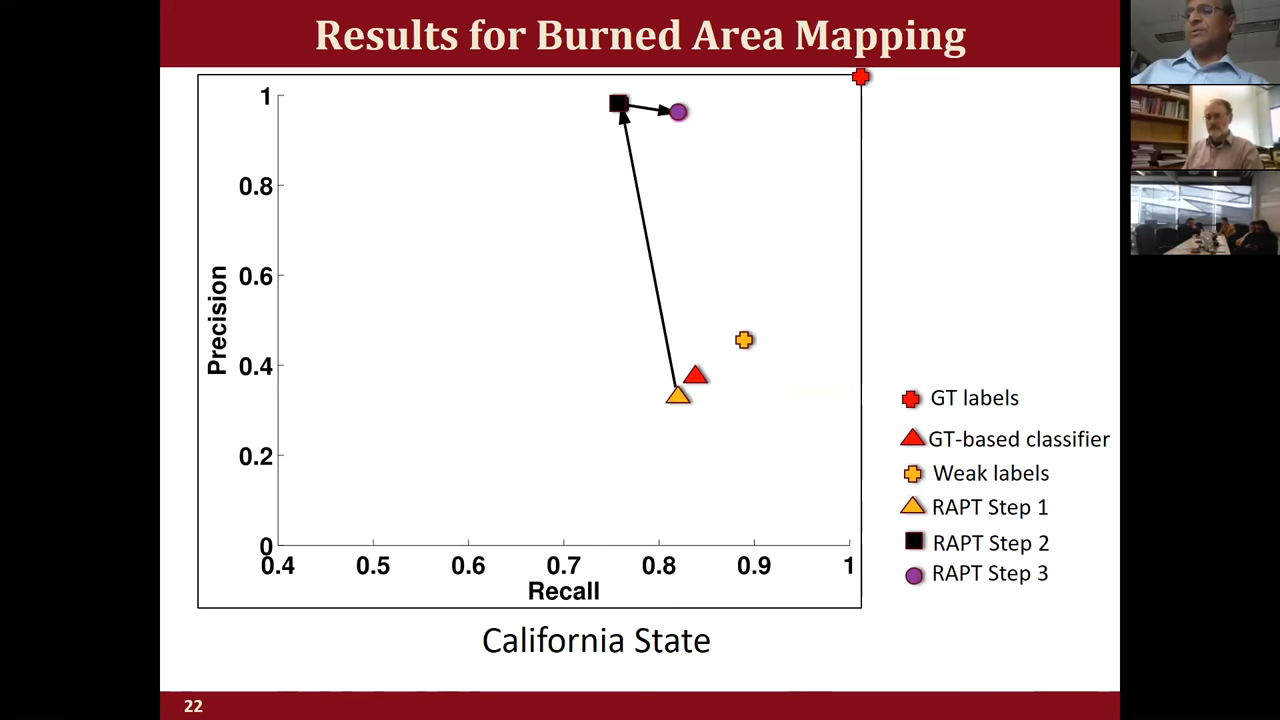 Results for Burned Area Mapping
1
0.8
0.6
0.4
0.2
0
Precision
0.4 0.5 0.6 0.7 0.8 0.9 1
Recall
GT labels
GT-based classifier
Weak labels
RAPT Step 1
RAPT Step 2
RAPT Step 3
California State
22